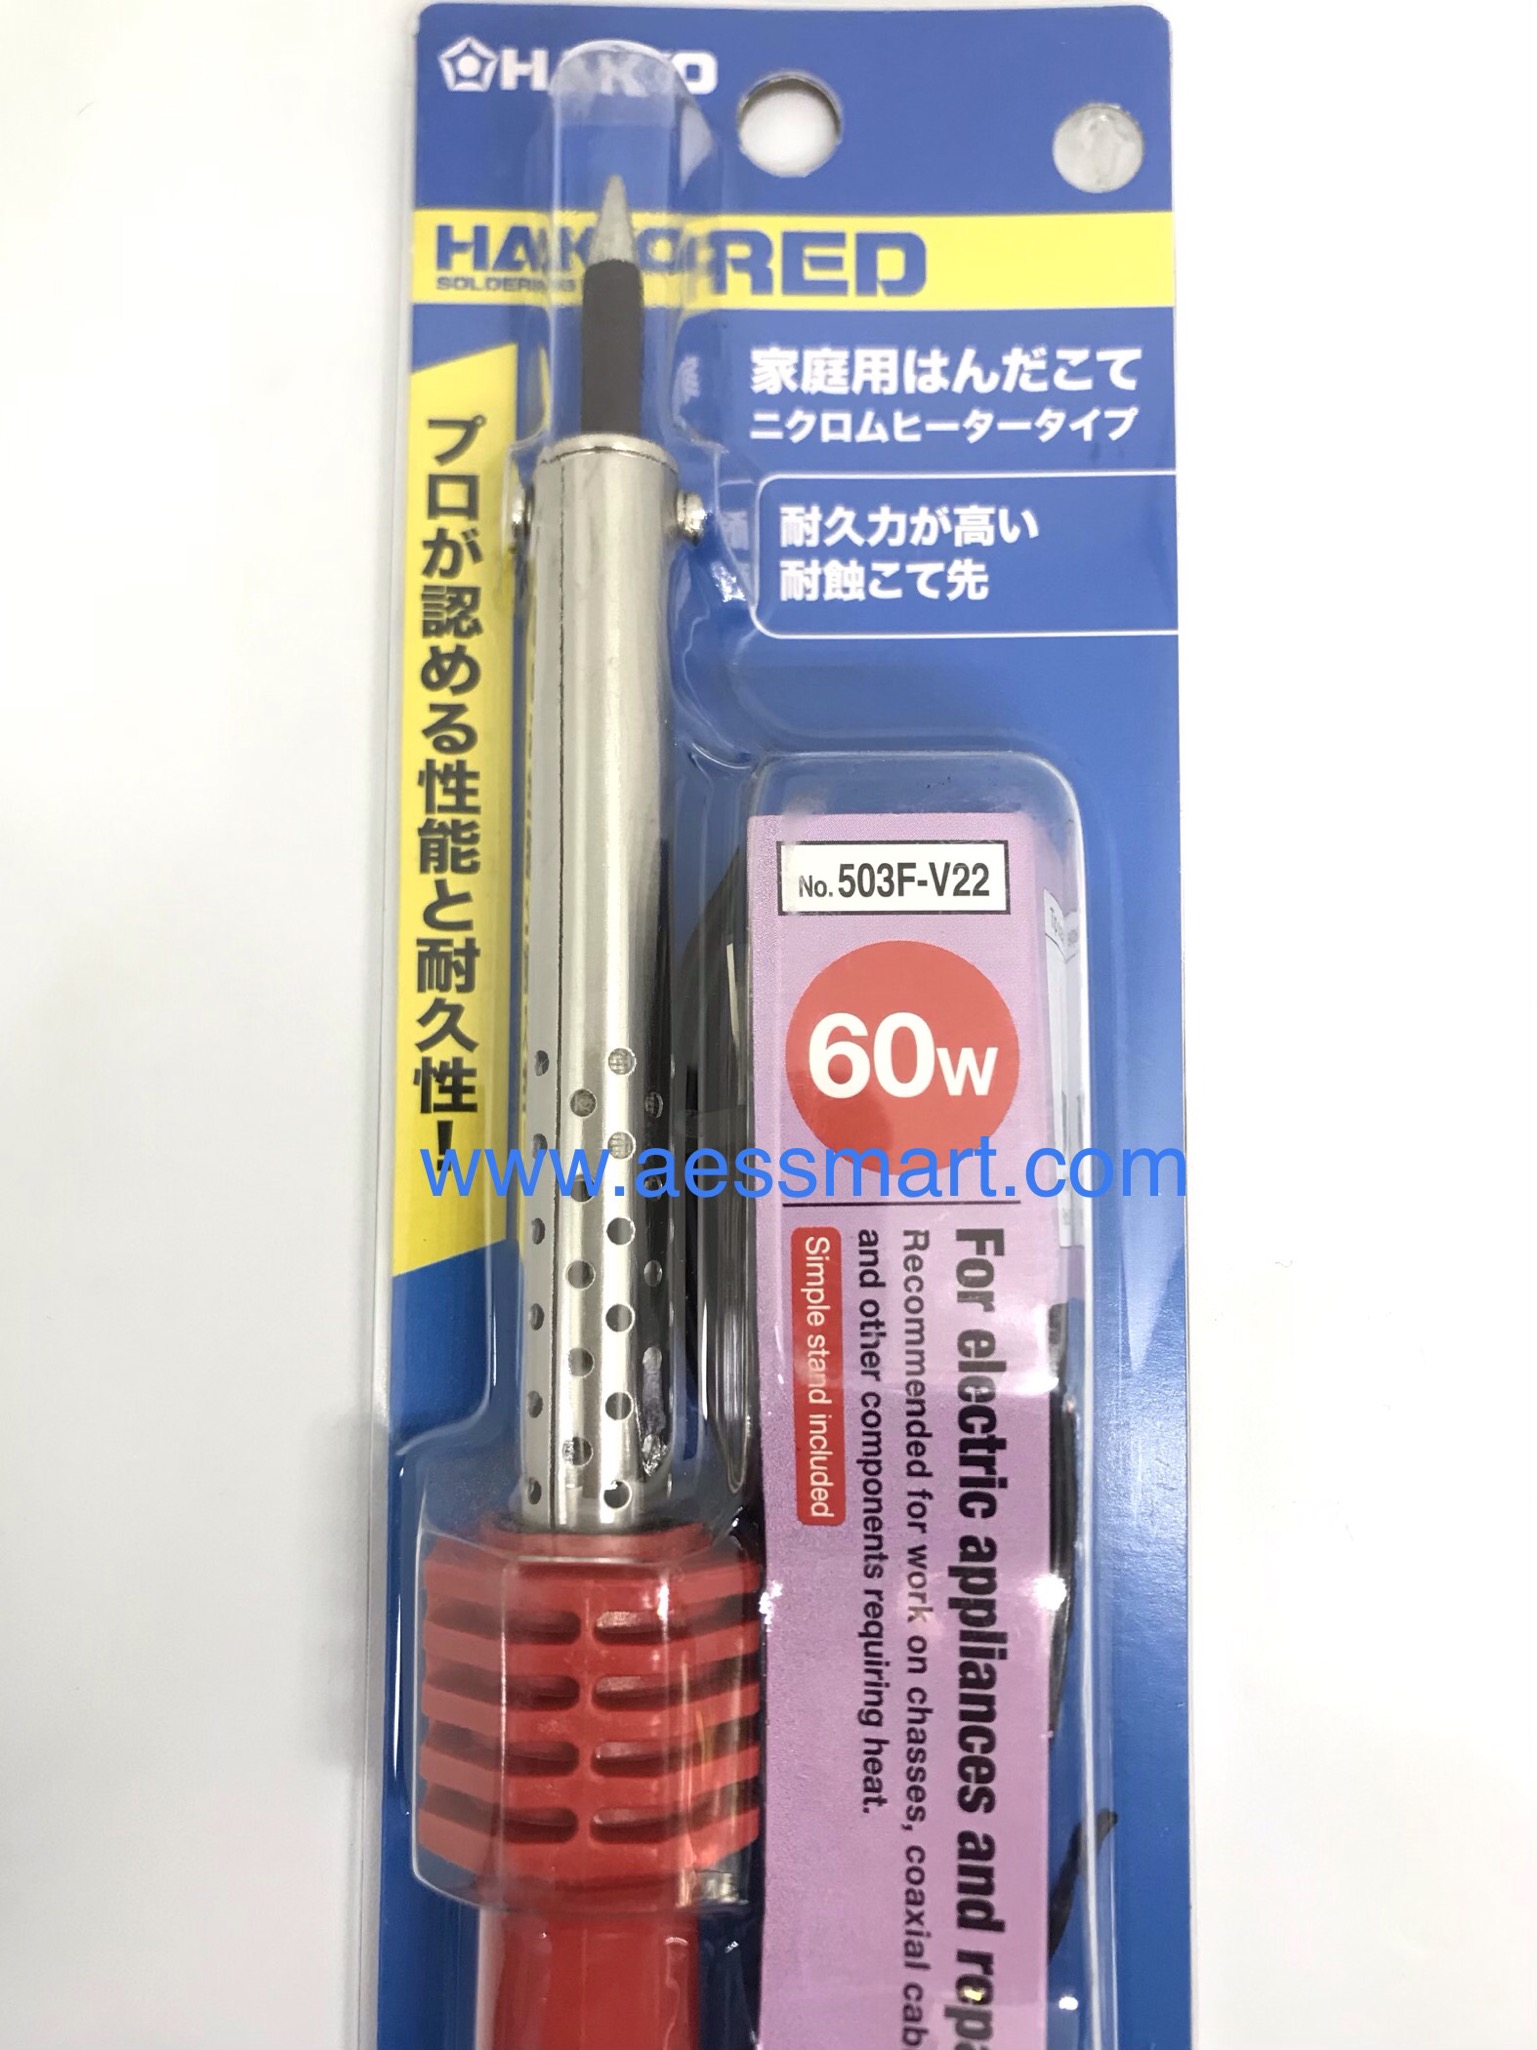 HAKKO
HAKKO RED
SOLDERING
家庭用はんだこて
ニクロムヒータータイプ
耐久力が高い
耐蝕こて先
プロが認める性能と耐久性!
No. 503F-V22
60W
www.aessmart.com
For electric appliances and
Recommended for work on chasses, coaxial
and other components requiring heat.
Simple stand included